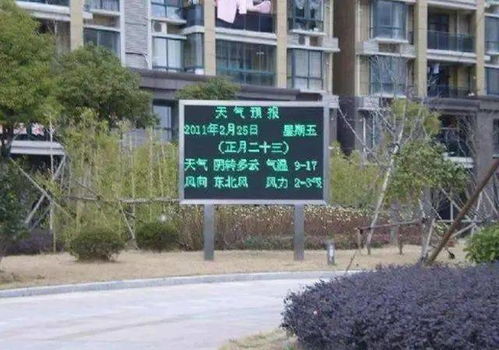 天气预报
2011年2月25日 星期五
(正月二十三)
天气 阴转多云 气温 9-17
风向 东北风 风力 2-3级